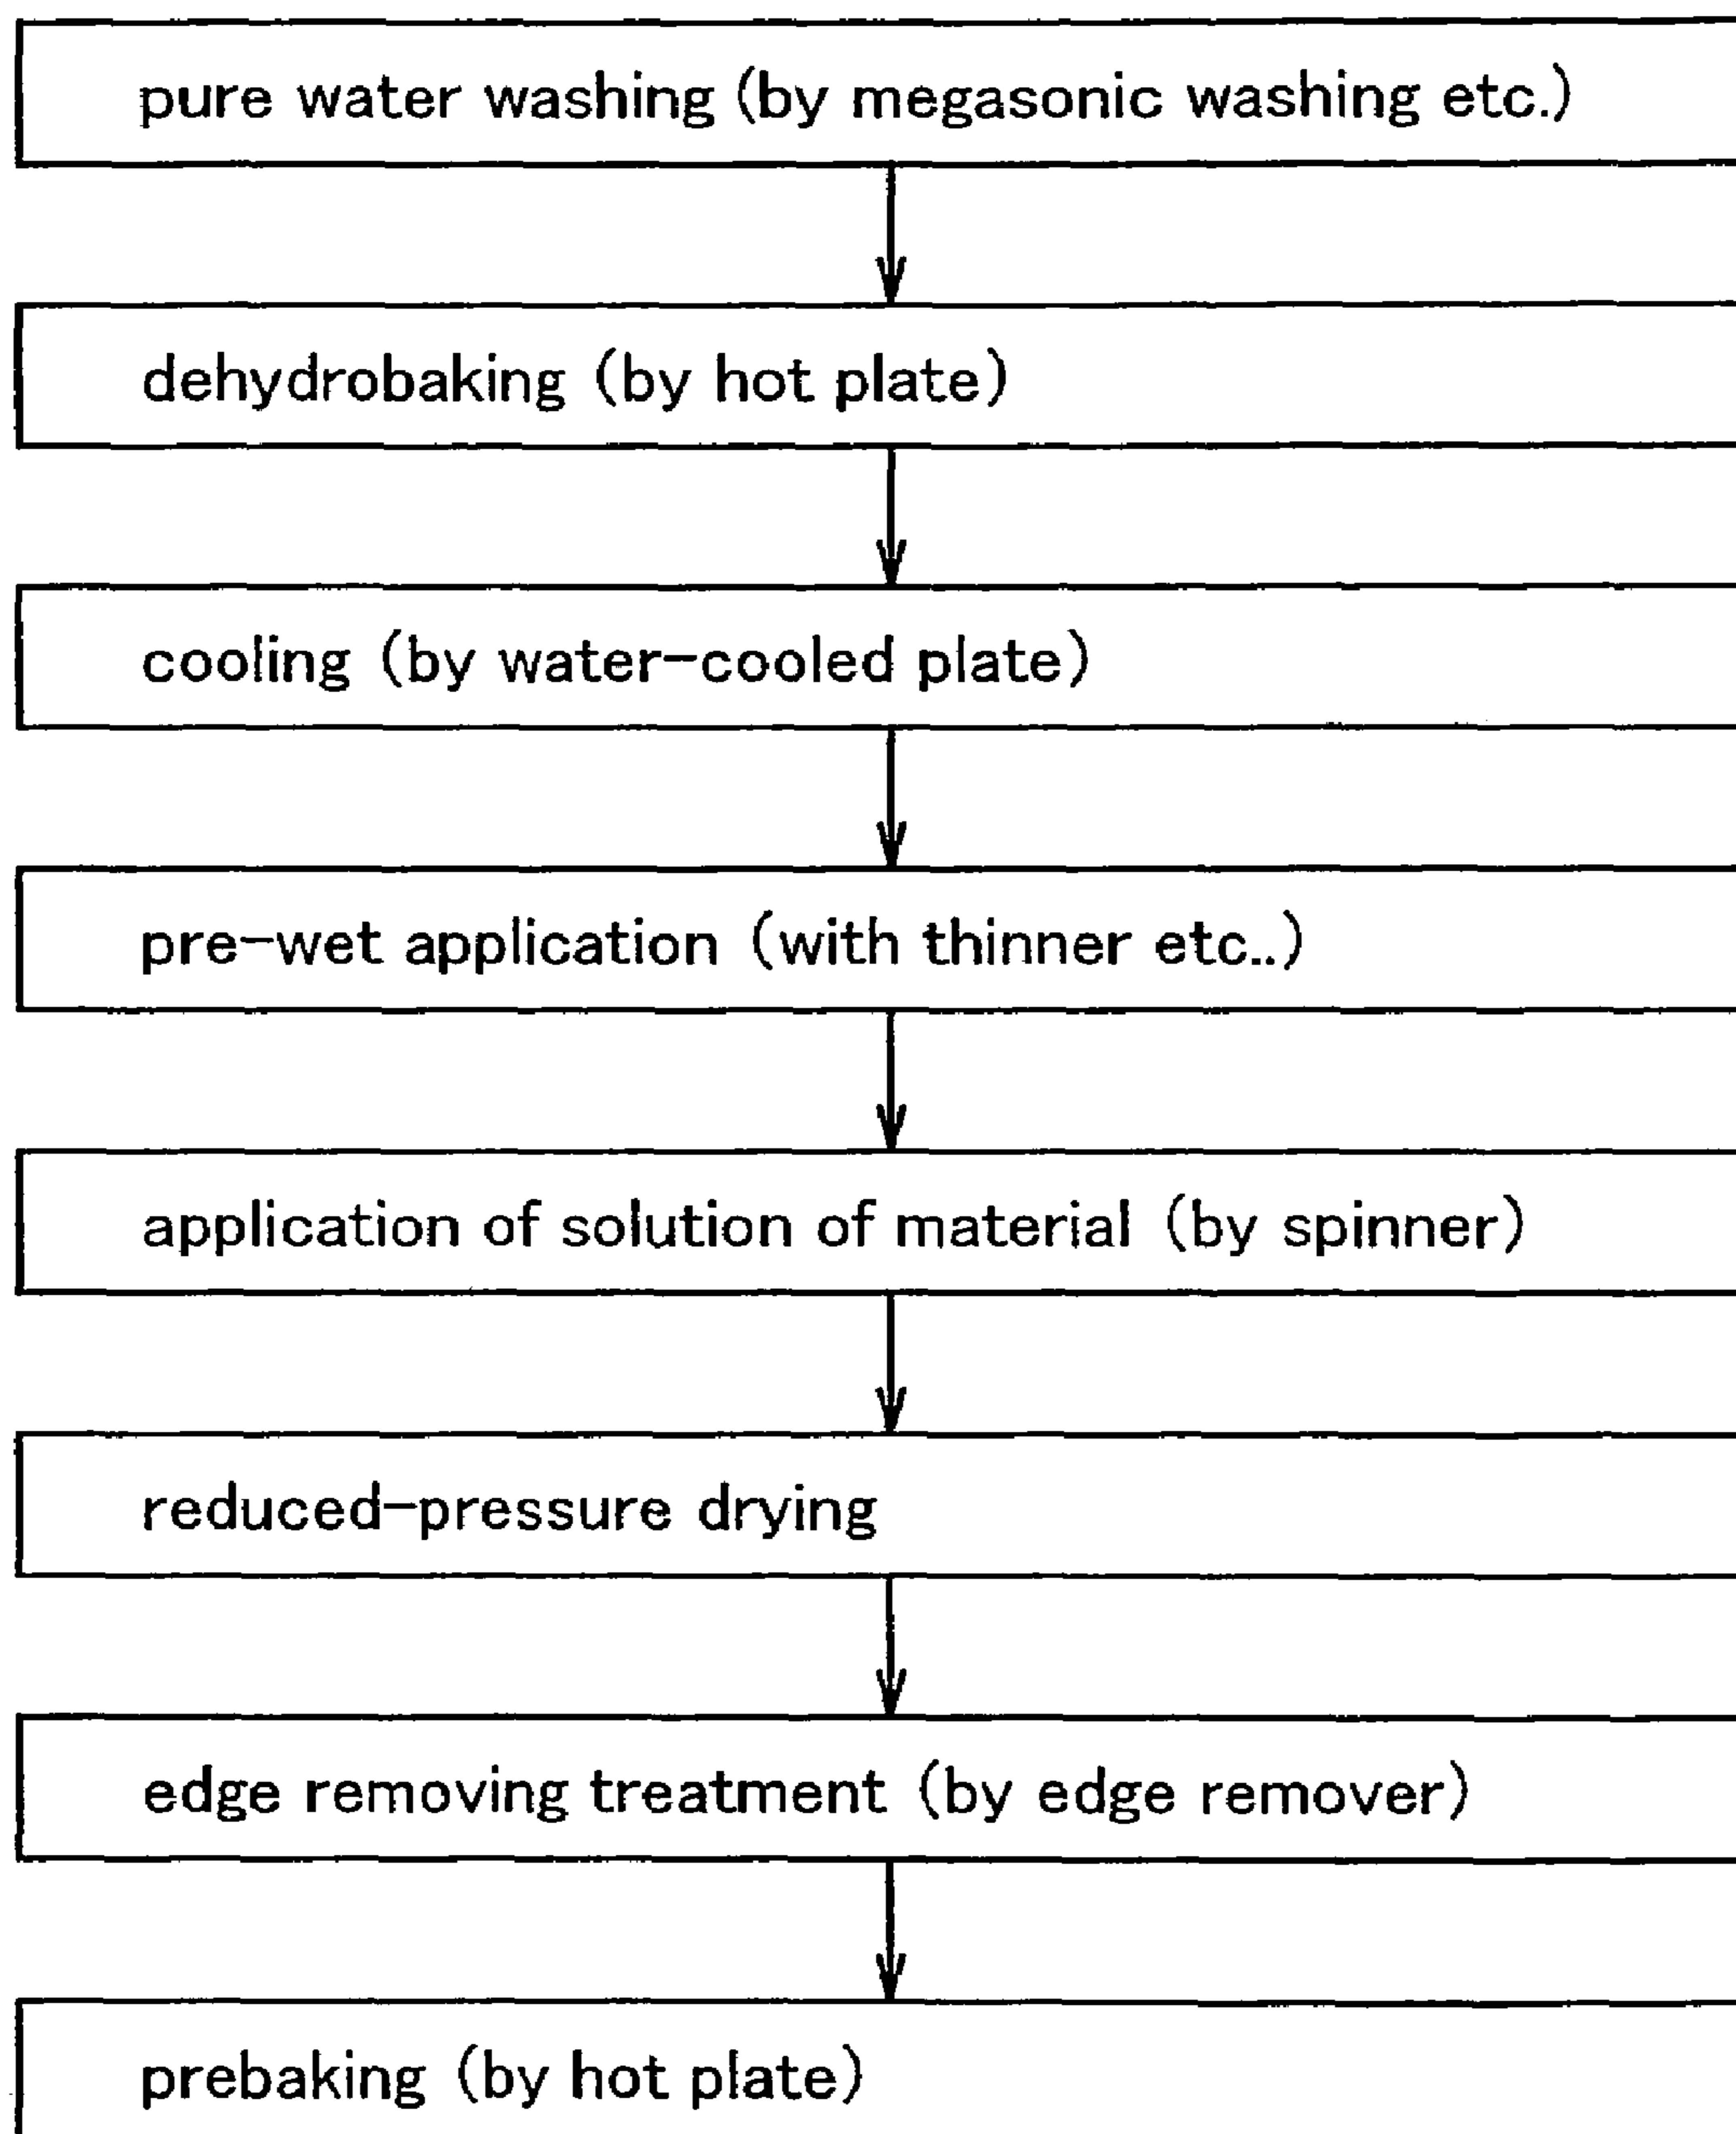 pure water washing (by megasonic washing etc.)
dehydrobaking (by hot plate)
cooling (by water-cooled plate)
pre-wet application (with thinner etc..)
application of solution of material (by spinner)
reduced-pressure drying
edge removing treatment (by edge remover)
prebaking (by hot plate)